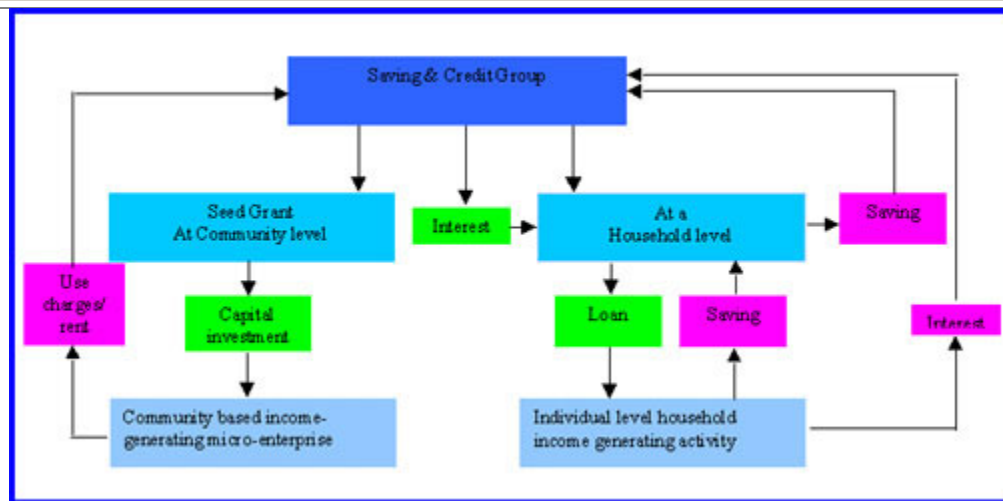 Saving & Credit Group
Seed Grant
At Community level
Interest
At a
Household level
Saving
Use
charges/
rent
Capital
investment
Loan
Saving
Interest
Community based income-
generating micro-enterprise
Individual level household
income generating activity